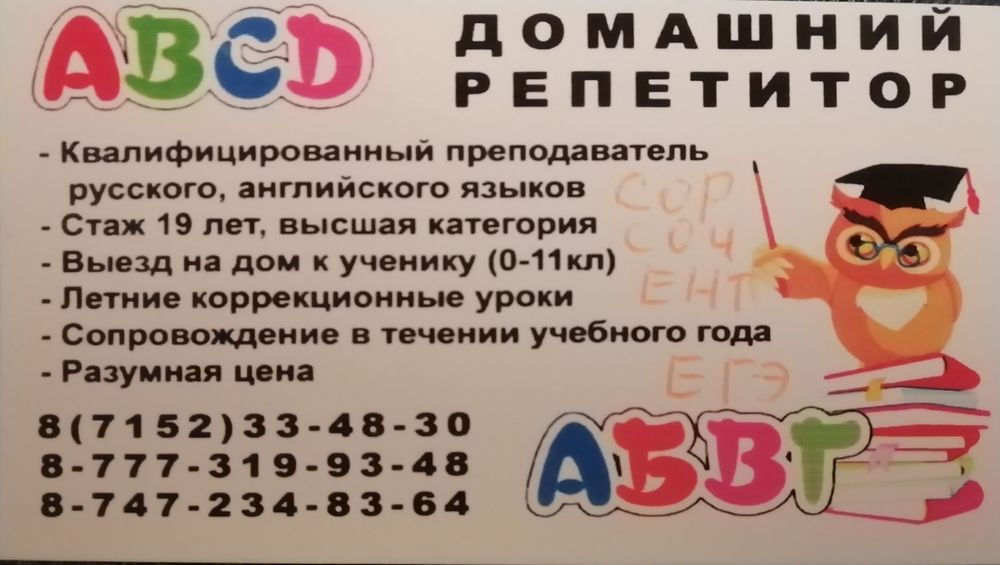 ABCD
ДОМАШНИЙ
РЕПЕТИТОР
- Квалифицированный преподаватель
русского, английского языков
- Стаж 19 лет, высшая категория
- Выезд на дом к ученику (0-11кл)
- Летние коррекционные уроки
- Сопровождение в течении учебного года
- Разумная цена
СОР
СОЧ
ЕНТ
ЕГЭ
8(7152)33-48-30
8-777-319-93-48
8-747-234-83-64
АБВГ